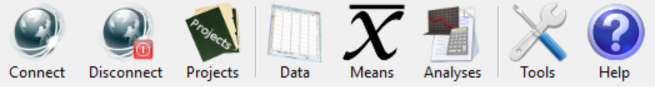 Projects
x̅
Connect Disconnect Projects Data Means Analyses Tools Help